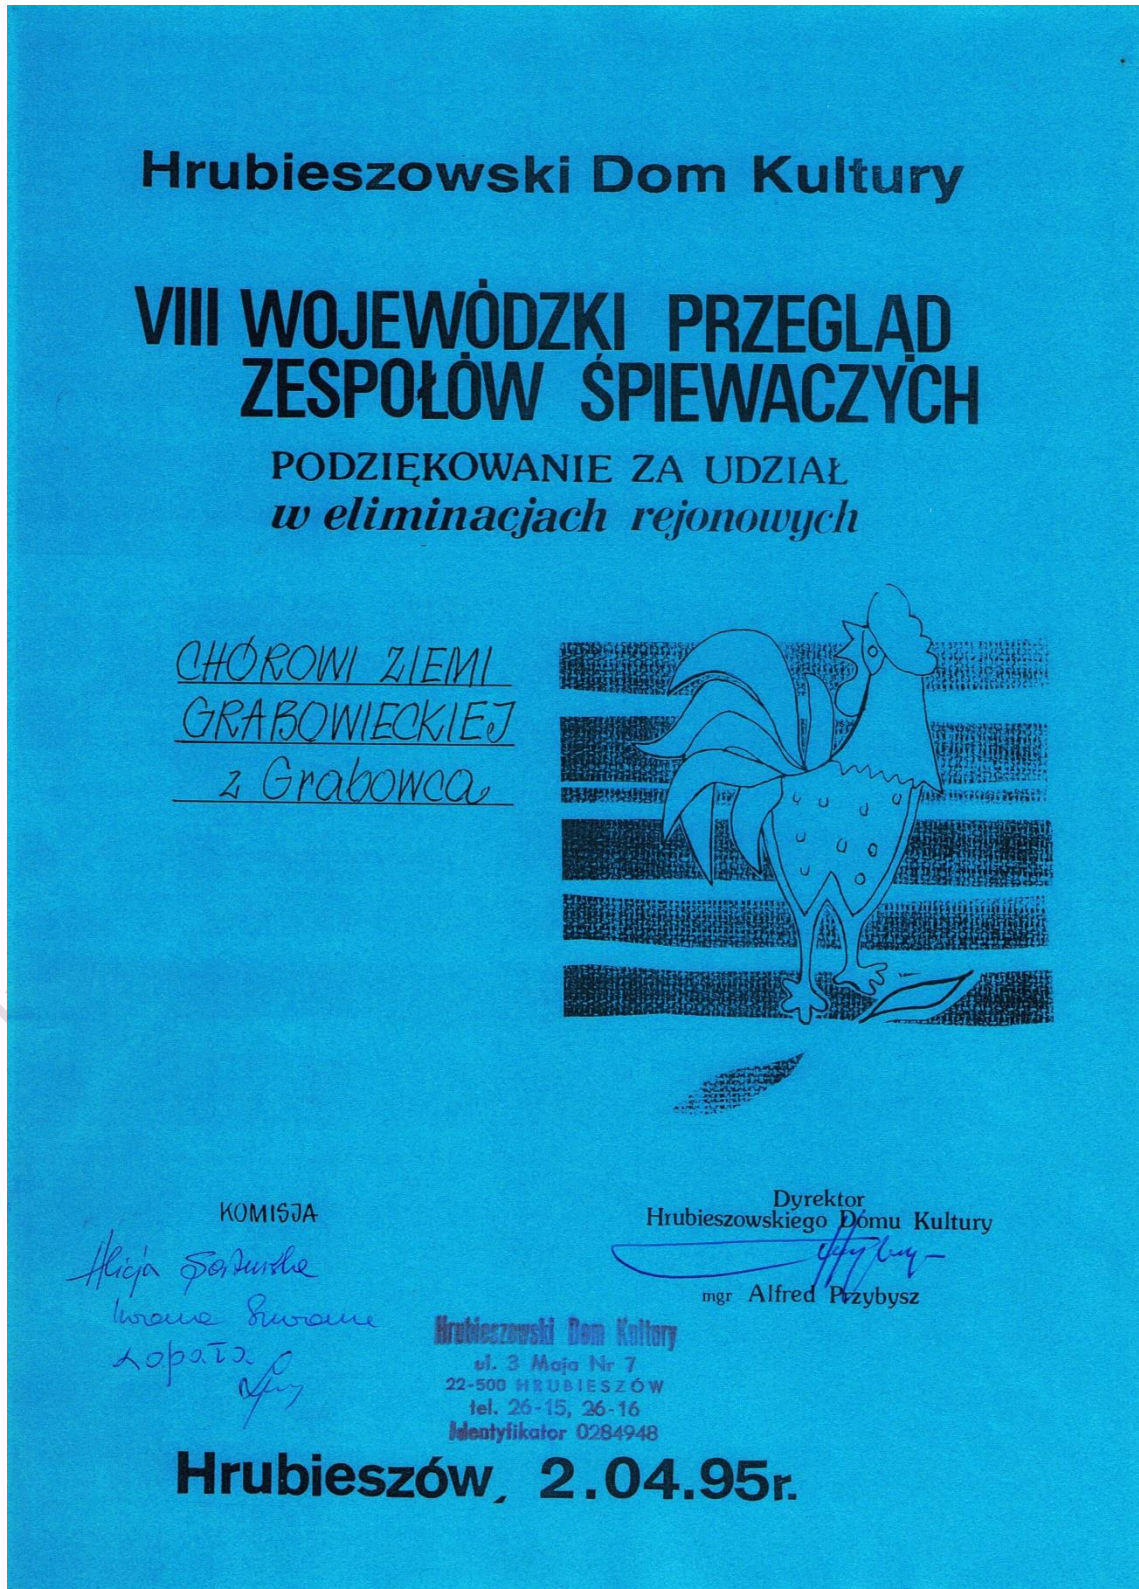 Hrubieszowski Dom Kultury
VIII WOJEWÓDZKI PRZEGLĄD
ZESPOŁÓW ŚPIEWACZYCH
PODZIĘKOWANIE ZA UDZIAŁ
w eliminacjach rejonowych
CHÓROWI ZIEMI
GRABOWIECKIEJ
z Grabowca
KOMISJA
Alicja
Dyrektor
Hrubieszowskiego Domu Kultury
mgr Alfred Przybysz
Hrubieszowski Dom Kultury
ul. 3 Maja Nr 7
22-500 HRUBIESZÓW
tel. 26-15, 26-16
Identyfikator 0284948
Hrubieszów, 2.04.95r.